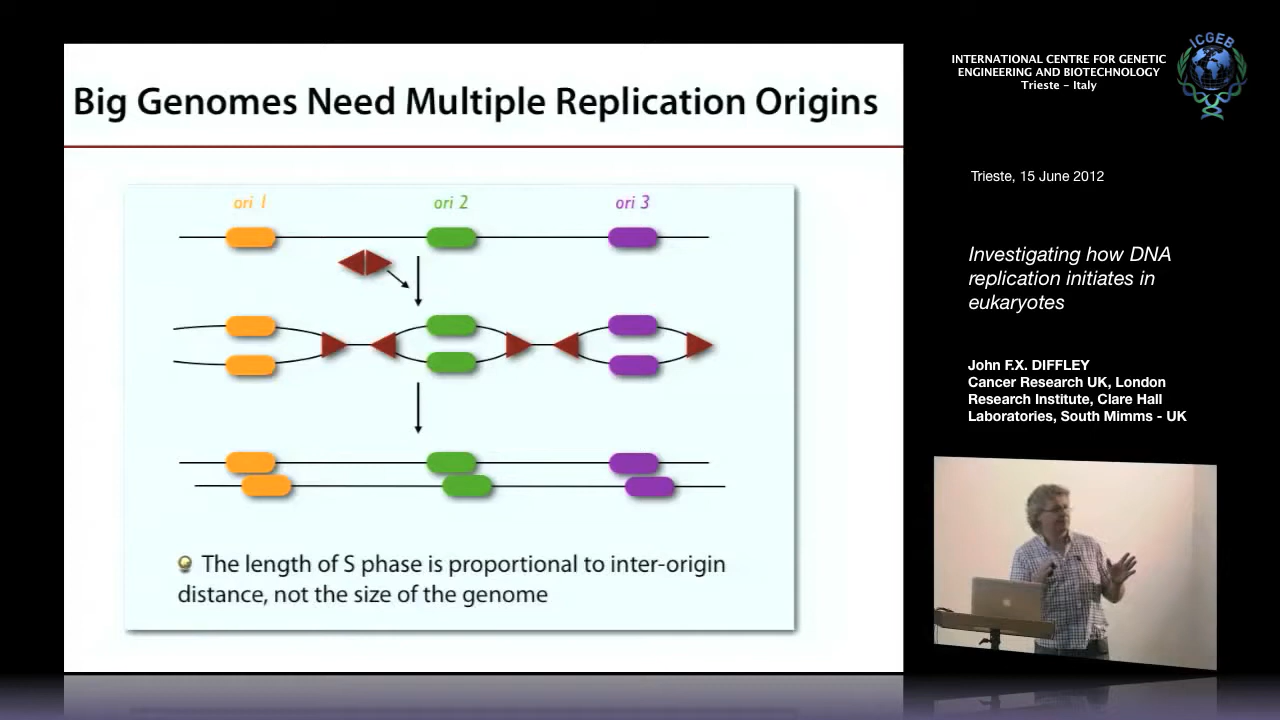 Big Genomes Need Multiple Replication Origins
ori 1
ori 2
ori 3
The length of S phase is proportional to inter-origin
distance, not the size of the genome
INTERNATIONAL CENTRE FOR GENETIC
ENGINEERING AND BIOTECHNOLOGY
Trieste - Italy
ICGEB
Trieste, 15 June 2012
Investigating how DNA
replication initiates in
eukaryotes
John F.X. DIFFLEY
Cancer Research UK, London
Research Institute, Clare Hall
Laboratories, South Mimms - UK